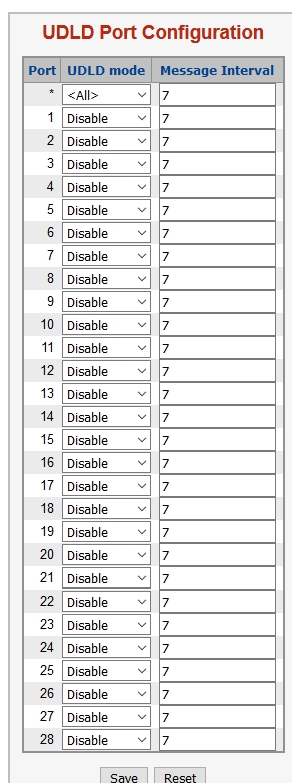 UDLD Port Configuration
Port UDLD mode Message Interval
* <All> 7
1 Disable 7
2 Disable 7
3 Disable 7
4 Disable 7
5 Disable 7
6 Disable 7
7 Disable 7
8 Disable 7
9 Disable 7
10 Disable 7
11 Disable 7
12 Disable 7
13 Disable 7
14 Disable 7
15 Disable 7
16 Disable 7
17 Disable 7
18 Disable 7
19 Disable 7
20 Disable 7
21 Disable 7
22 Disable 7
23 Disable 7
24 Disable 7
25 Disable 7
26 Disable 7
27 Disable 7
28 Disable 7
Save Reset